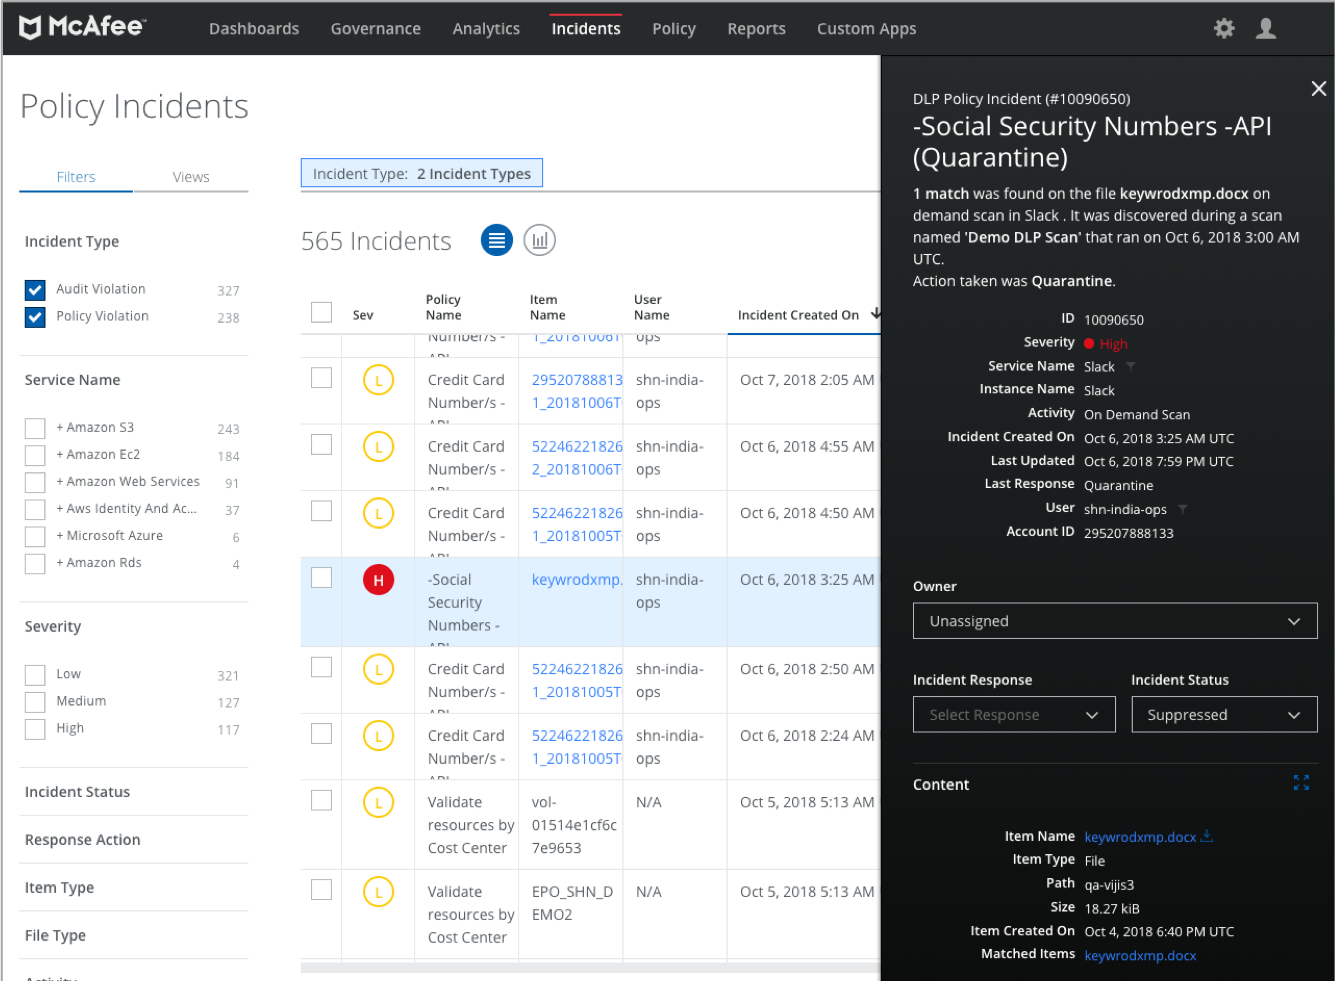 McAfee™
Dashboards Governance Analytics Incidents Policy Reports Custom Apps
Policy Incidents
Filters Views
Incident Type
Audit Violation 327
Policy Violation 238
Service Name
+ Amazon S3 243
+ Amazon Ec2 184
+ Amazon Web Services 91
+ Aws Identity And Ac... 37
+ Microsoft Azure 6
+ Amazon Rds 4
Severity
Low 321
Medium 127
High 117
Incident Status
Response Action
Item Type
File Type
Activity
Incident Type: 2 Incident Types
565 Incidents
Sev Policy Name Item Name User Name Incident Created On
Number/s - 1_20181006T ops
API
L Credit Card 29520788813 shn-india- Oct 7, 2018 2:05 AM
Number/s - 1_20181006T ops
API
L Credit Card 52246221826 shn-india- Oct 6, 2018 4:55 AM
Number/s - 2_20181006T ops
API
L Credit Card 52246221826 shn-india- Oct 6, 2018 4:50 AM
Number/s - 1_20181005T ops
API
H -Social keywrodxmp. shn-india- Oct 6, 2018 3:25 AM
Security ops
Numbers -
API
L Credit Card 52246221826 shn-india- Oct 6, 2018 2:50 AM
Number/s - 1_20181005T ops
API
L Credit Card 52246221826 shn-india- Oct 6, 2018 2:24 AM
Number/s - 1_20181005T ops
API
L Validate vol- N/A Oct 5, 2018 5:13 AM
resources by 01514e1cf6c
Cost Center 7e9653
L Validate EPO_SHN_D N/A Oct 5, 2018 5:13 AM
resources by EMO2
Cost Center
DLP Policy Incident (#10090650)
-Social Security Numbers -API
(Quarantine)
1 match was found on the file keywrodxmp.docx on
demand scan in Slack . It was discovered during a scan
named 'Demo DLP Scan' that ran on Oct 6, 2018 3:00 AM
UTC.
Action taken was Quarantine.
ID 10090650
Severity High
Service Name Slack
Instance Name Slack
Activity On Demand Scan
Incident Created On Oct 6, 2018 3:25 AM UTC
Last Updated Oct 6, 2018 7:59 PM UTC
Last Response Quarantine
User shn-india-ops
Account ID 295207888133
Owner
Unassigned
Incident Response Incident Status
Select Response Suppressed
Content
Item Name keywrodxmp.docx
Item Type File
Path qa-vijis3
Size 18.27 kiB
Item Created On Oct 4, 2018 6:40 PM UTC
Matched Items keywrodxmp.docx